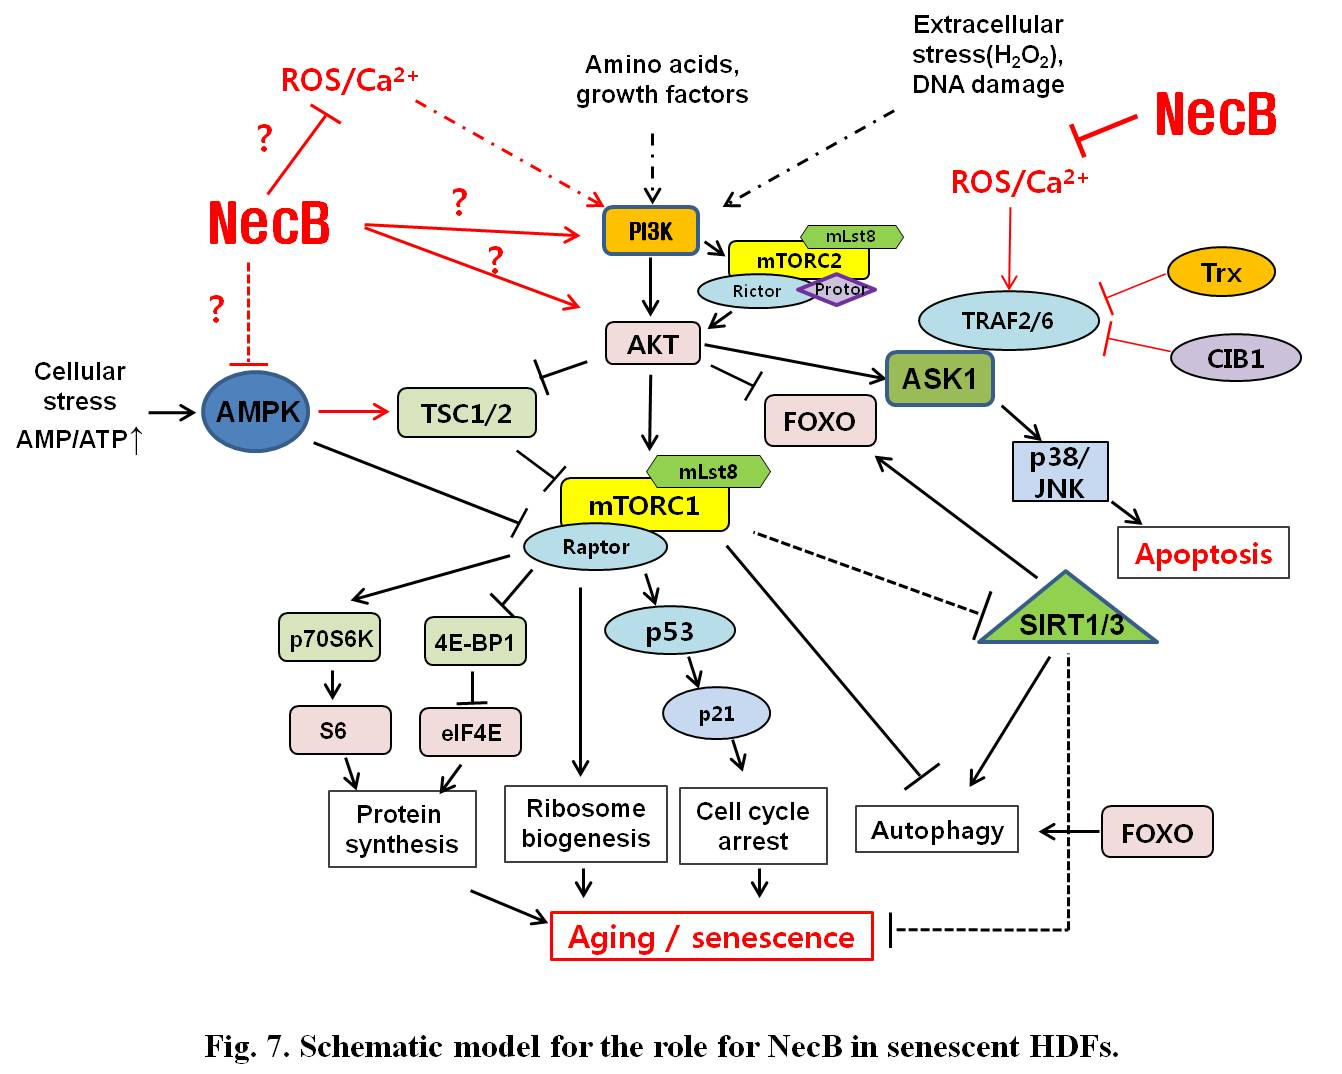 Extracellular
stress(H₂O₂),
DNA damage
Amino acids,
growth factors
ROS/Ca²⁺
NecB
?
ROS/Ca²⁺
NecB
?
?
?
PI3K
mLst8
mTORC2
Rictor
Protor
Trx
TRAF2/6
CIB1
AKT
ASK1
Cellular
stress
AMP/ATP↑
AMPK
TSC1/2
FOXO
p38/
JNK
mLst8
mTORC1
Raptor
Apoptosis
p70S6K
4E-BP1
p53
SIRT1/3
S6
eIF4E
p21
Protein
synthesis
Ribosome
biogenesis
Cell cycle
arrest
Autophagy
FOXO
Aging / senescence
Fig. 7. Schematic model for the role for NecB in senescent HDFs.